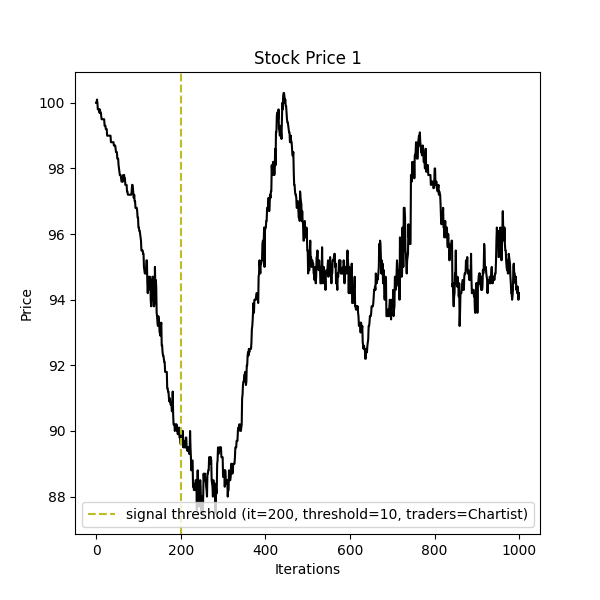 Stock Price 1
100
98
96
94
92
90
88
Price
signal threshold (it=200, threshold=10, traders=Chartist)
0 200 400 600 800 1000
Iterations